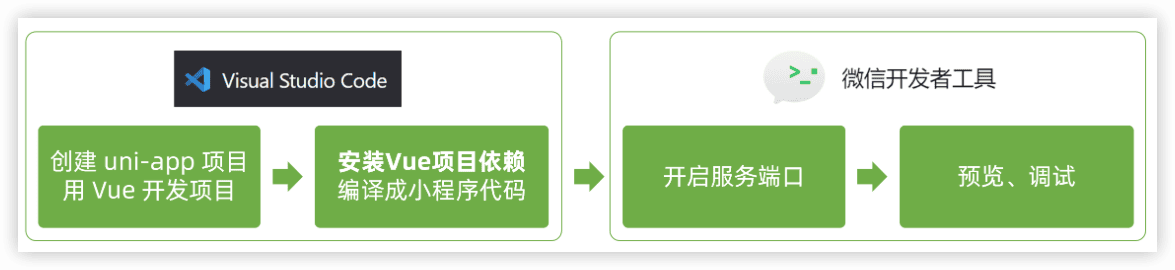 Visual Studio Code
创建 uni-app 项目
用 Vue 开发项目
安装Vue项目依赖
编译成小程序代码
微信开发者工具
开启服务端口
预览、调试